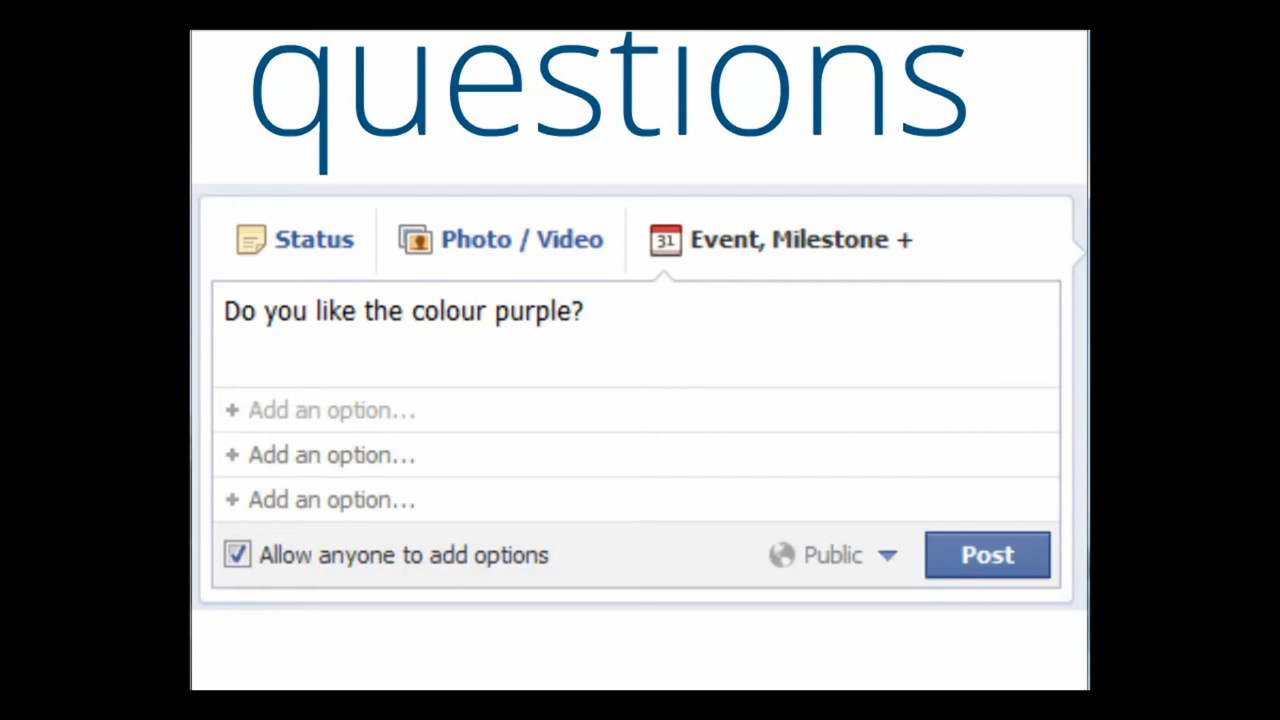 questions
Status Photo / Video 31 Event, Milestone +
Do you like the colour purple?
+ Add an option...
+ Add an option...
+ Add an option...
Allow anyone to add options Public Post